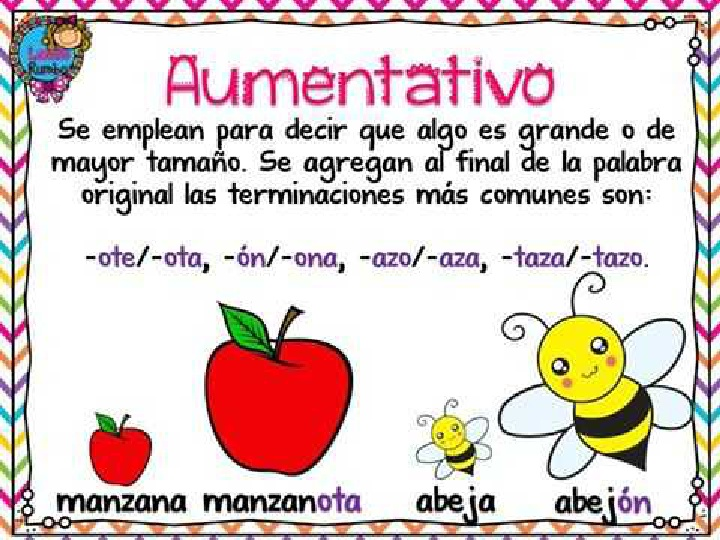 Aumentativo
Se emplean para decir que algo es grande o de
mayor tamaño. Se agregan al final de la palabra
original las terminaciones más comunes son:
-ote/-ota, -ón/-ona, -azo/-aza, -taza/-tazo.
manzana manzanota abeja abejón